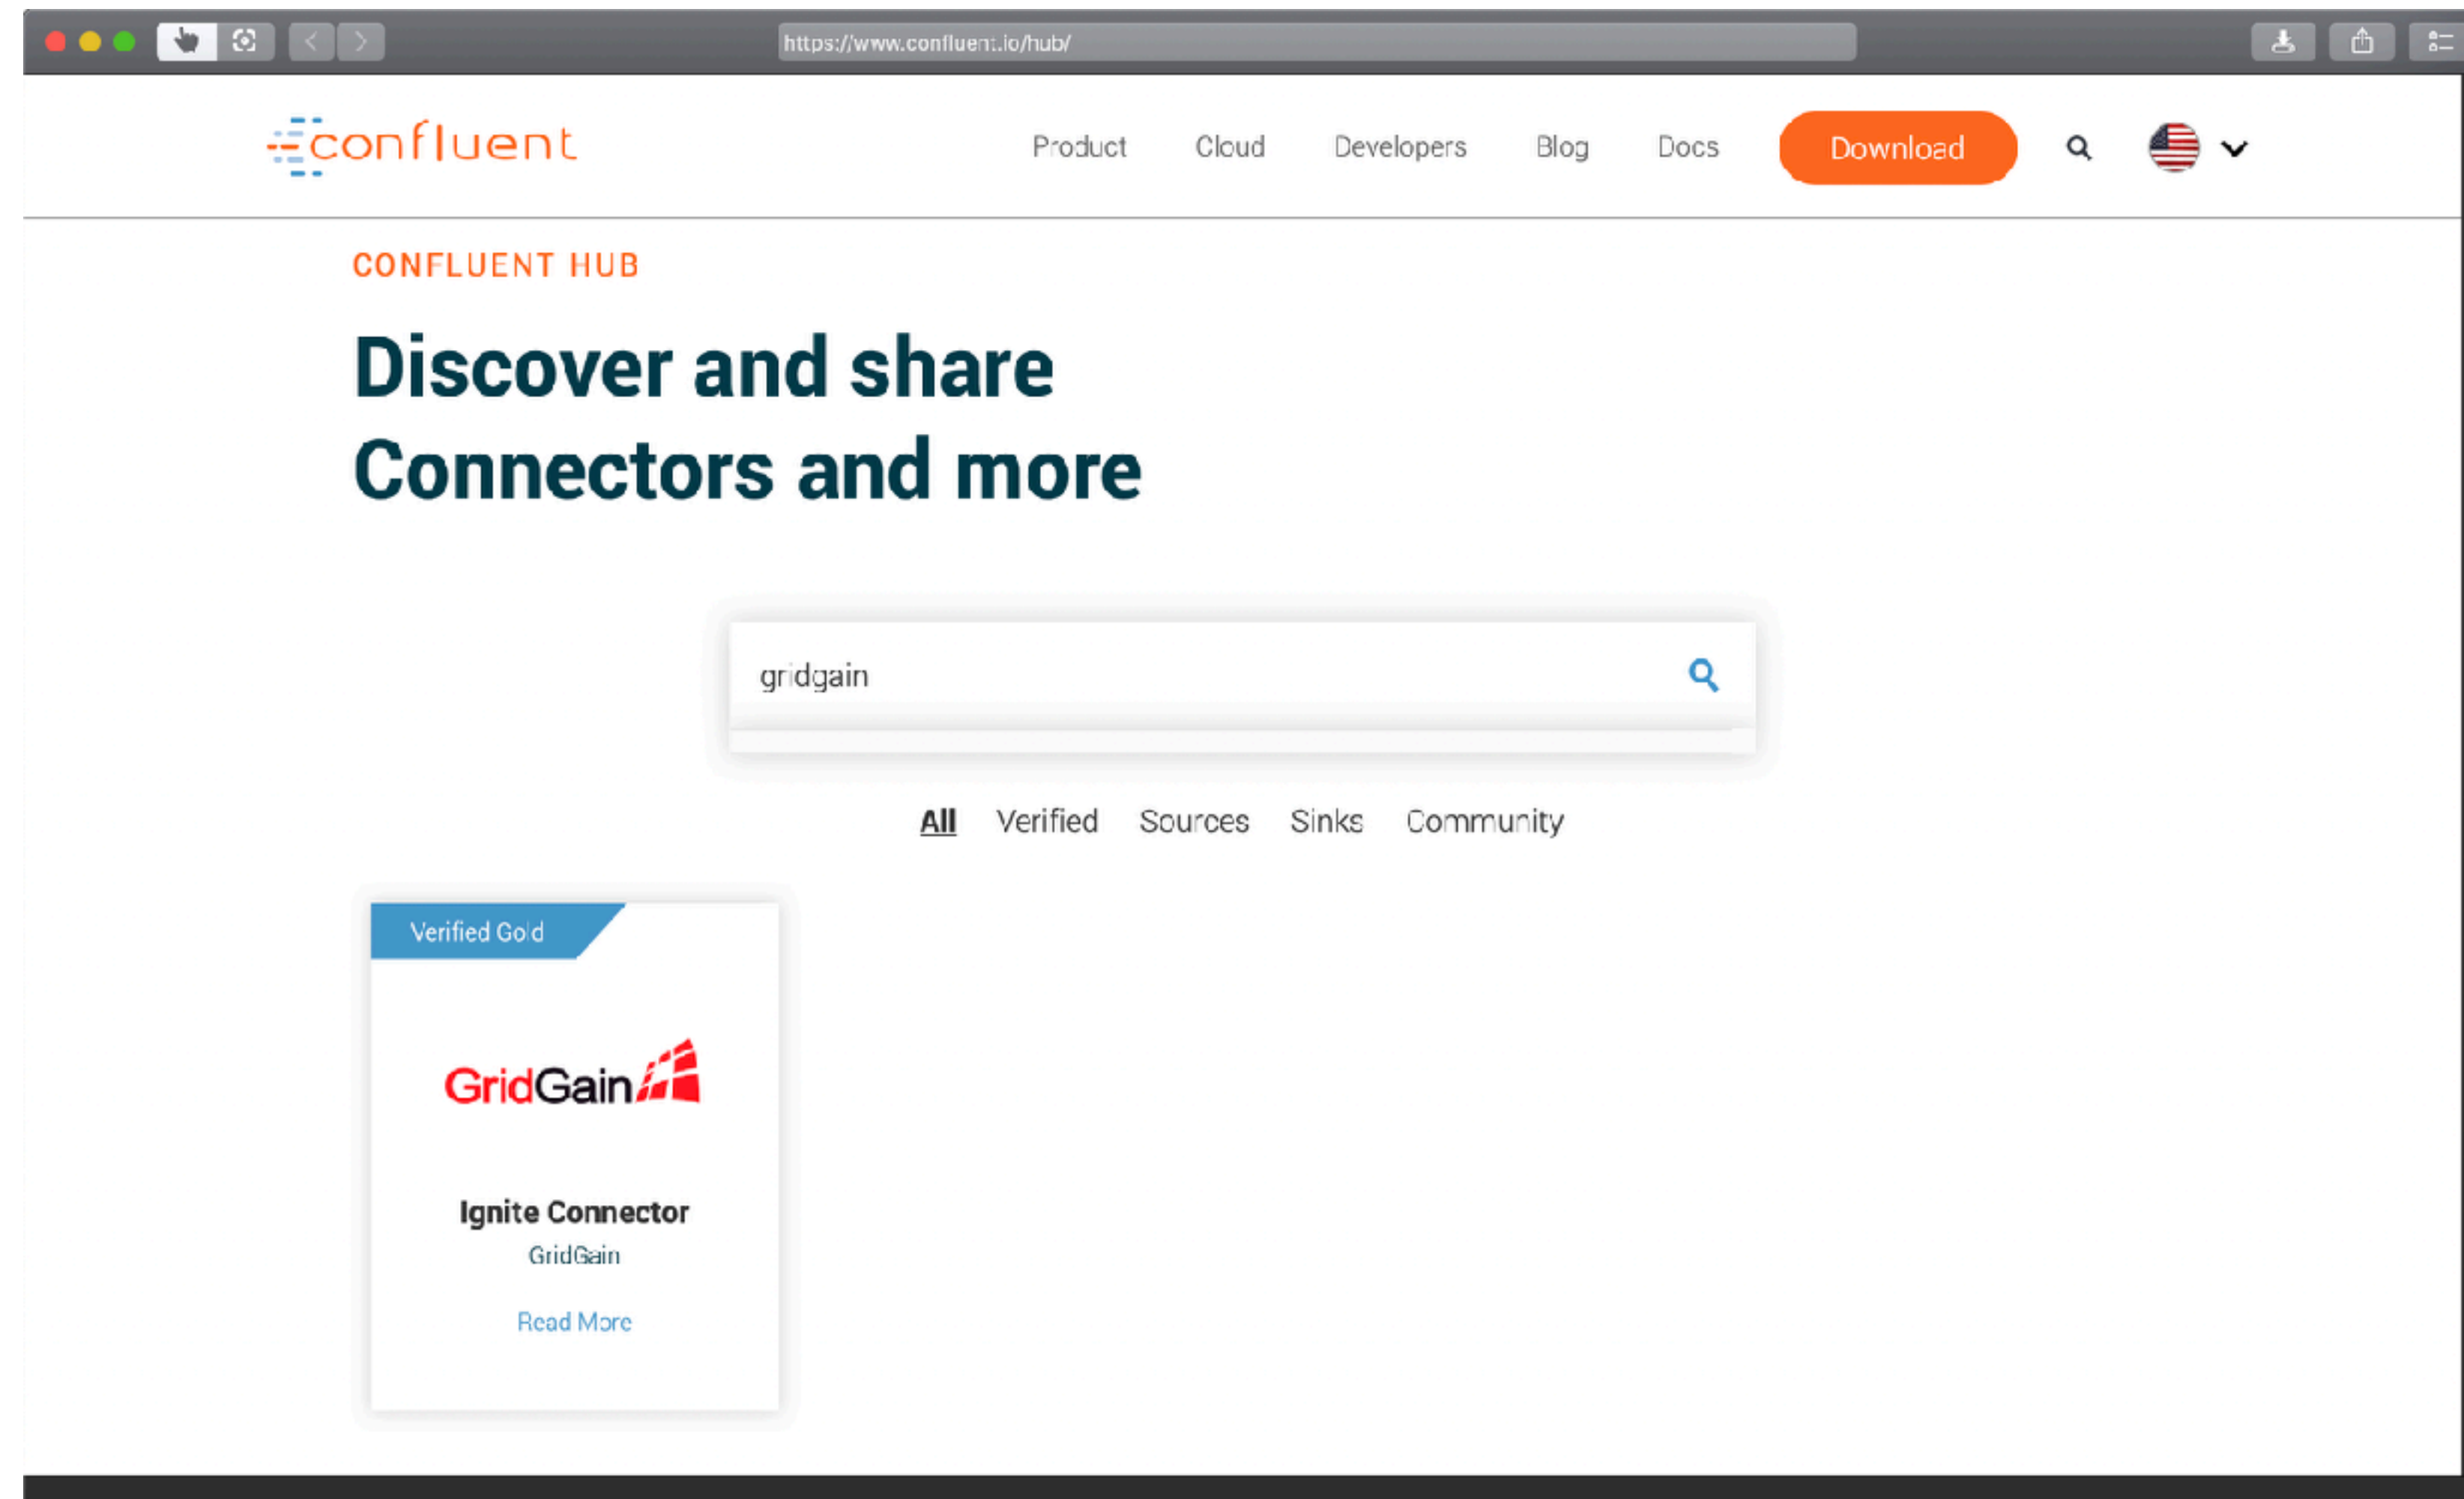 https://www.confluent.io/hub/
confluent
Product Cloud Developers Blog Docs Download
CONFLUENT HUB
Discover and share
Connectors and more
gridgain
All Verified Sources Sinks Community
Verified Gold
GridGain
Ignite Connector
GridGain
Read More